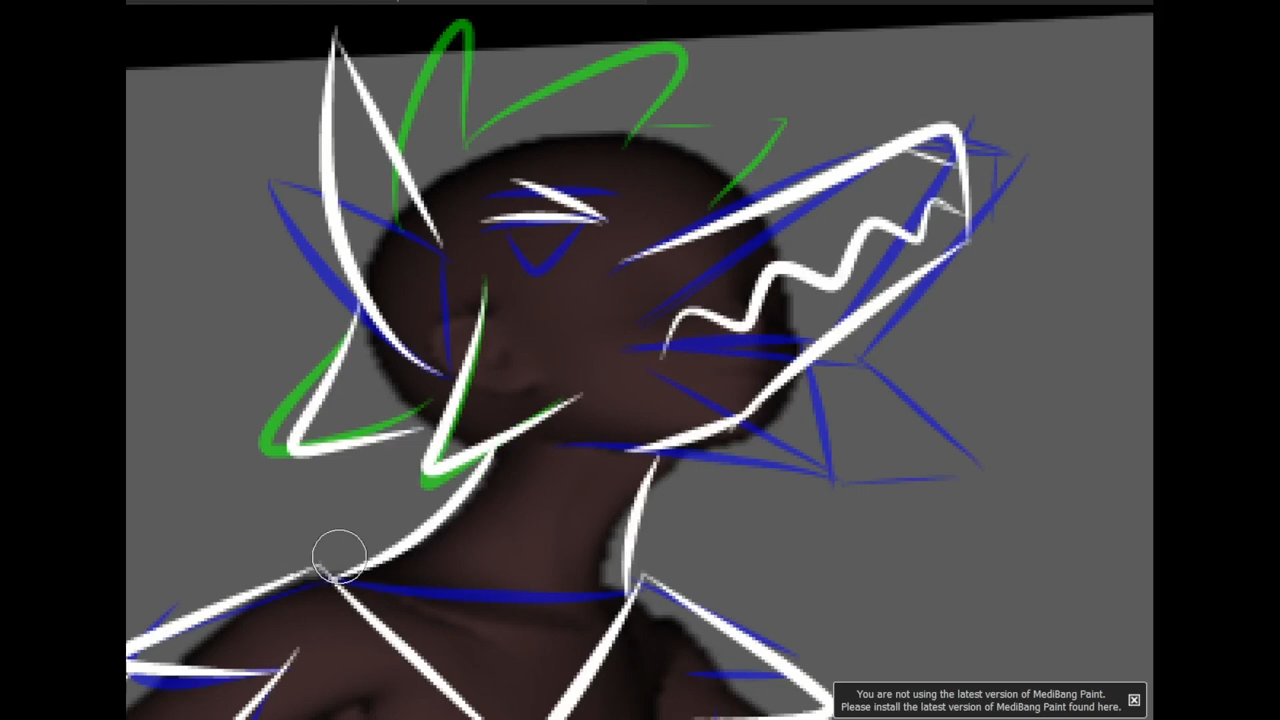 You are not using the latest version of MediBang Paint.
Please install the latest version of MediBang Paint found here.